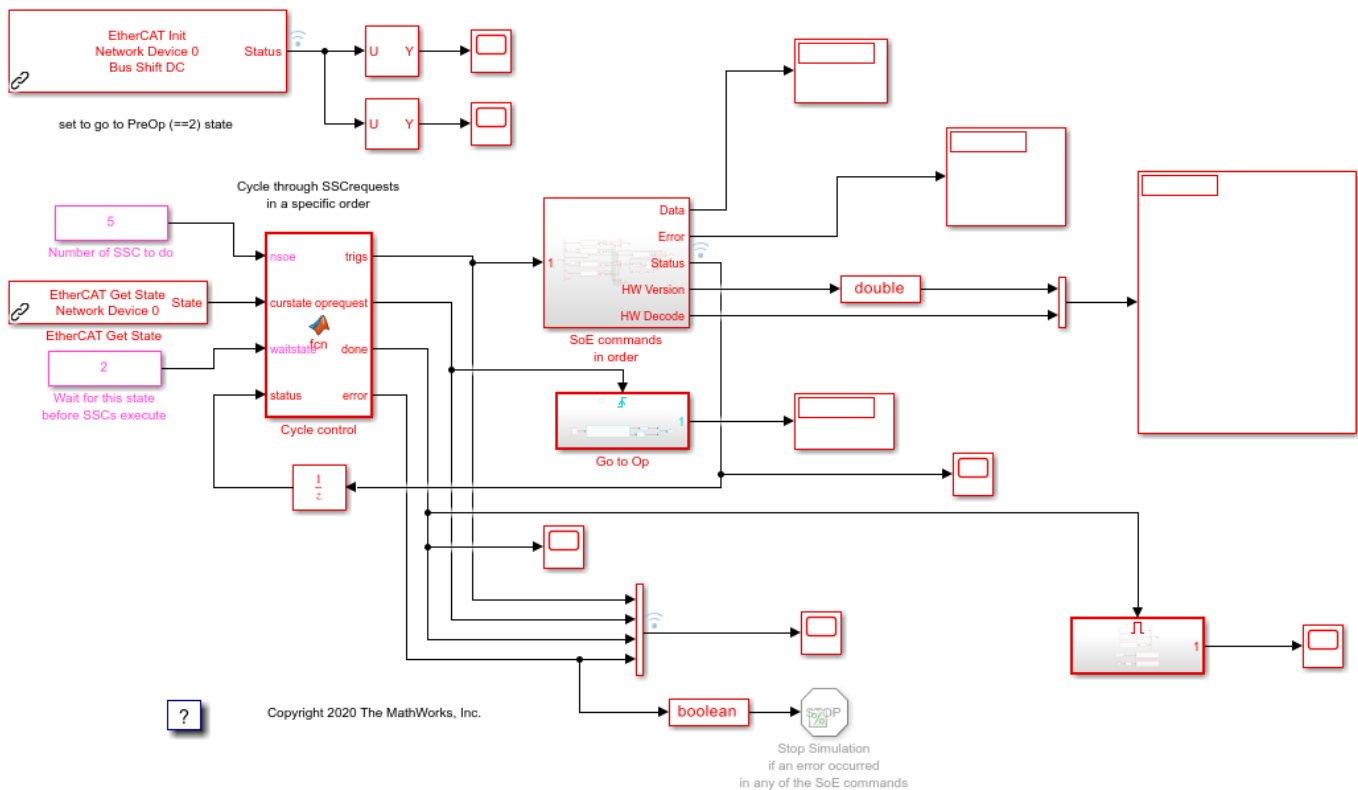 EtherCAT Init
Network Device 0
Bus Shift DC
Status
U Y
U Y
set to go to PreOp (==2) state
Cycle through SSCrequests
in a specific order
5
Number of SSC to do
EtherCAT Get State
Network Device 0
State
EtherCAT Get State
2
Wait for this state
before SSCs execute
nsoe trigs
curstate oprequest
fcn
waitstate done
status error
Cycle control
1
z
1
Data
Error
Status
HW Version
HW Decode
SoE commands
in order
double
1
Go to Op
1
boolean
STOP
Stop Simulation
if an error occurred
in any of the SoE commands
?
Copyright 2020 The MathWorks, Inc.